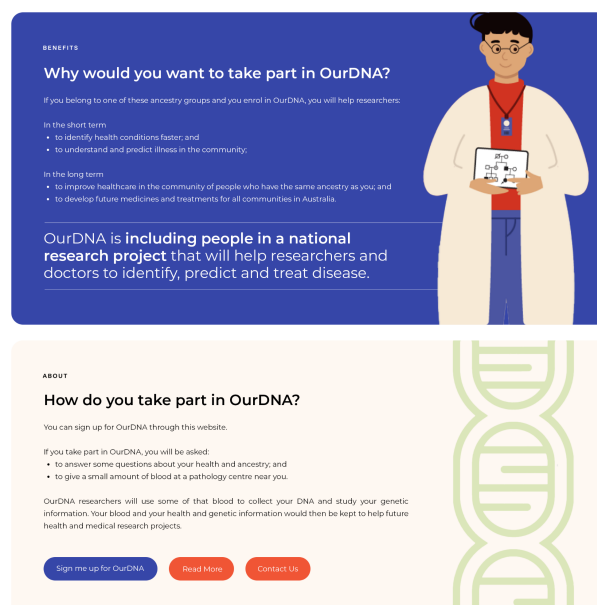 BENEFITS
Why would you want to take part in OurDNA?
If you belong to one of these ancestry groups and you enrol in OurDNA, you will help researchers:
In the short term
• to identify health conditions faster; and
• to understand and predict illness in the community;
In the long term
• to improve healthcare in the community of people who have the same ancestry as you; and
• to develop future medicines and treatments for all communities in Australia.
OurDNA is including people in a national
research project that will help researchers and
doctors to identify, predict and treat disease.
ABOUT
How do you take part in OurDNA?
You can sign up for OurDNA through this website.
If you take part in OurDNA, you will be asked:
• to answer some questions about your health and ancestry; and
• to give a small amount of blood at a pathology centre near you.
OurDNA researchers will use some of that blood to collect your DNA and study your genetic
information. Your blood and your health and genetic information would then be kept to help future
health and medical research projects.
Sign me up for OurDNA
Read More
Contact Us